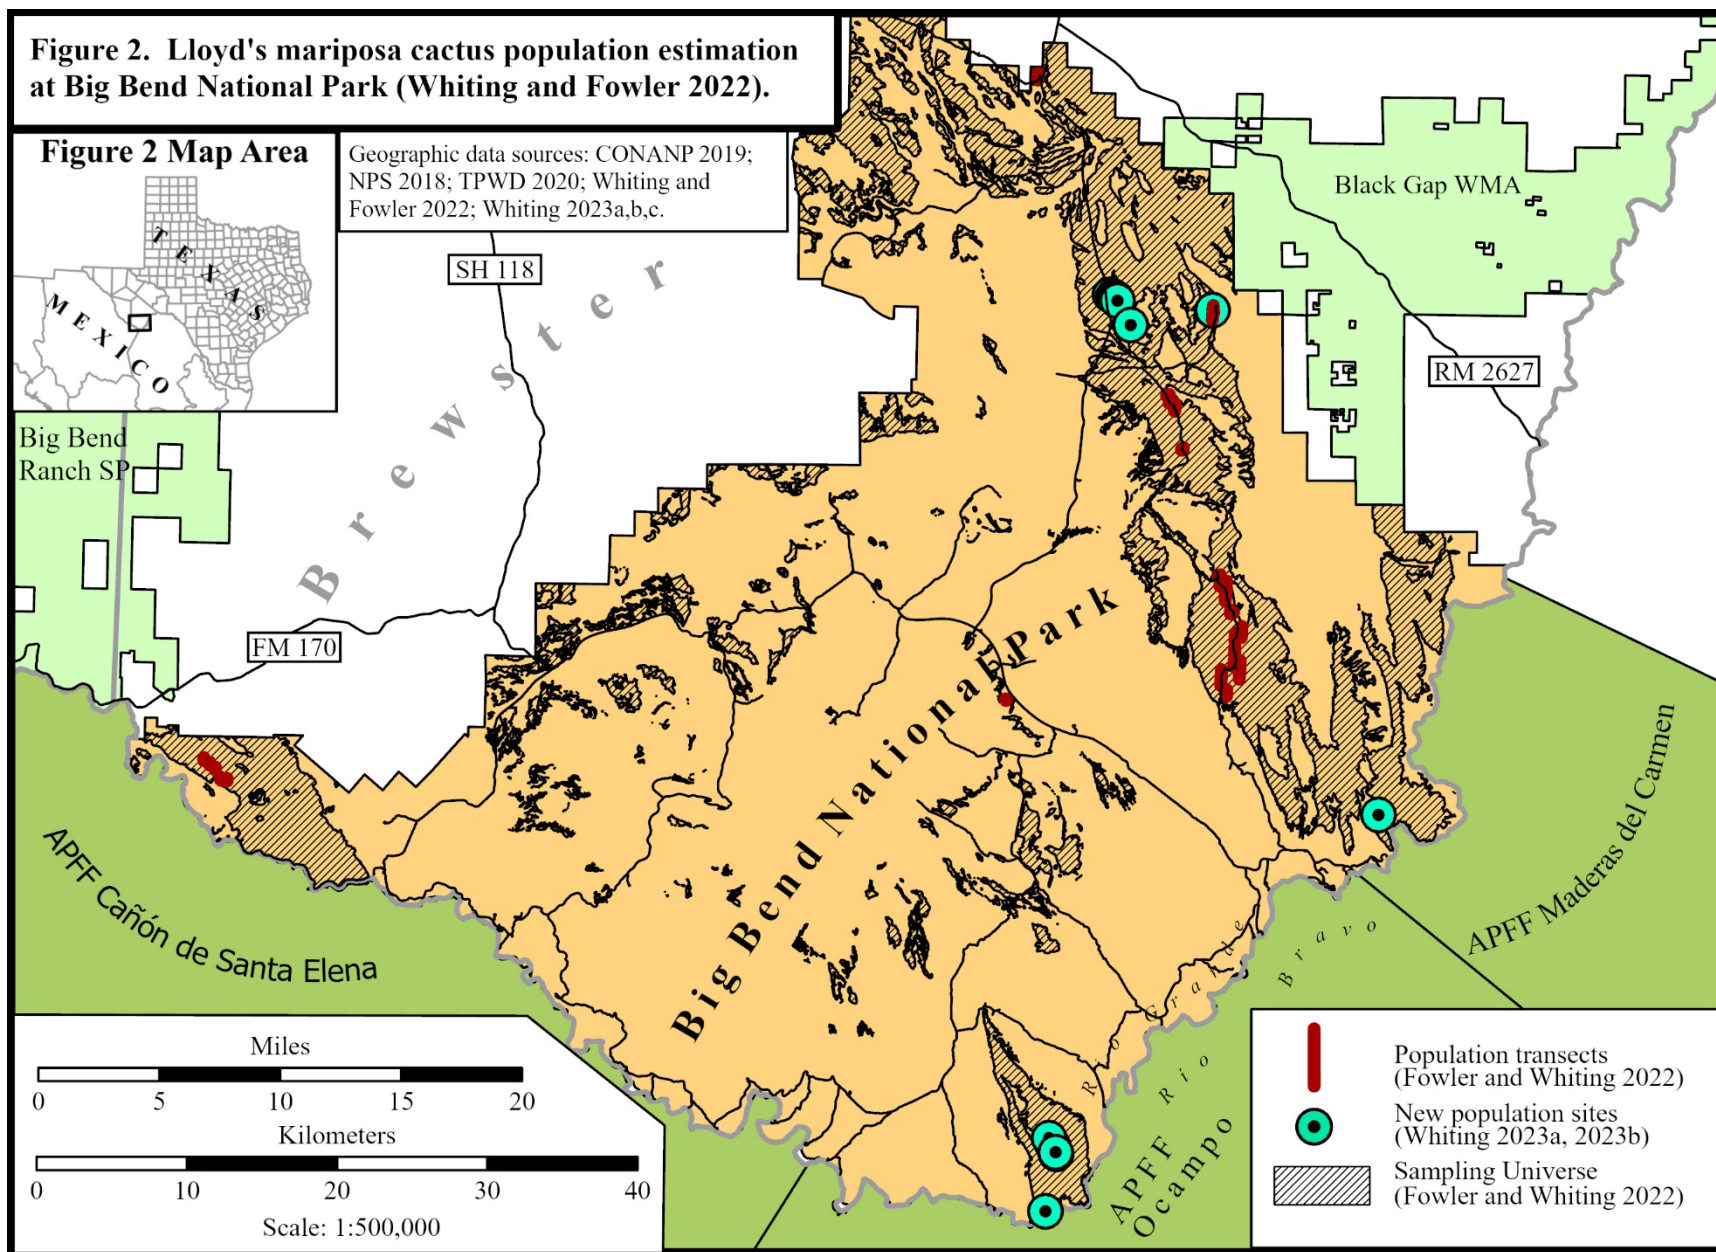 Figure 2.  Lloyd's mariposa cactus population estimation
at Big Bend National Park (Whiting and Fowler 2022).
Figure 2 Map Area
TEXAS
MEXICO
Geographic data sources: CONANP 2019;
NPS 2018; TPWD 2020; Whiting and
Fowler 2022; Whiting 2023a,b,c.
SH 118
Brewster
Black Gap WMA
RM 2627
Big Bend
Ranch SP
FM 170
Big Bend National Park
APFF Cañón de Santa Elena
APFF Maderas del Carmen
Rio Grande
Río Bravo
APFF
Ocampo
Miles
0 5 10 15 20
Kilometers
0 10 20 30 40
Scale: 1:500,000
Population transects
(Fowler and Whiting 2022)
New population sites
(Whiting 2023a, 2023b)
Sampling Universe
(Fowler and Whiting 2022)